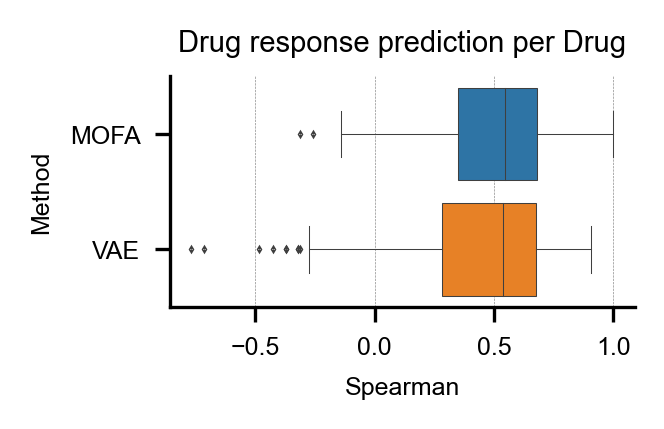 Drug response prediction per Drug
Method
MOFA
VAE
−0.5 0.0 0.5 1.0
Spearman